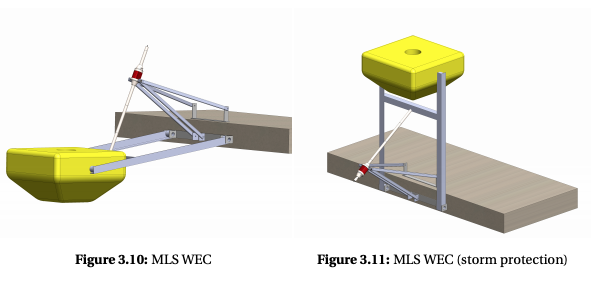 Figure 3.10: MLS WEC
Figure 3.11: MLS WEC (storm protection)